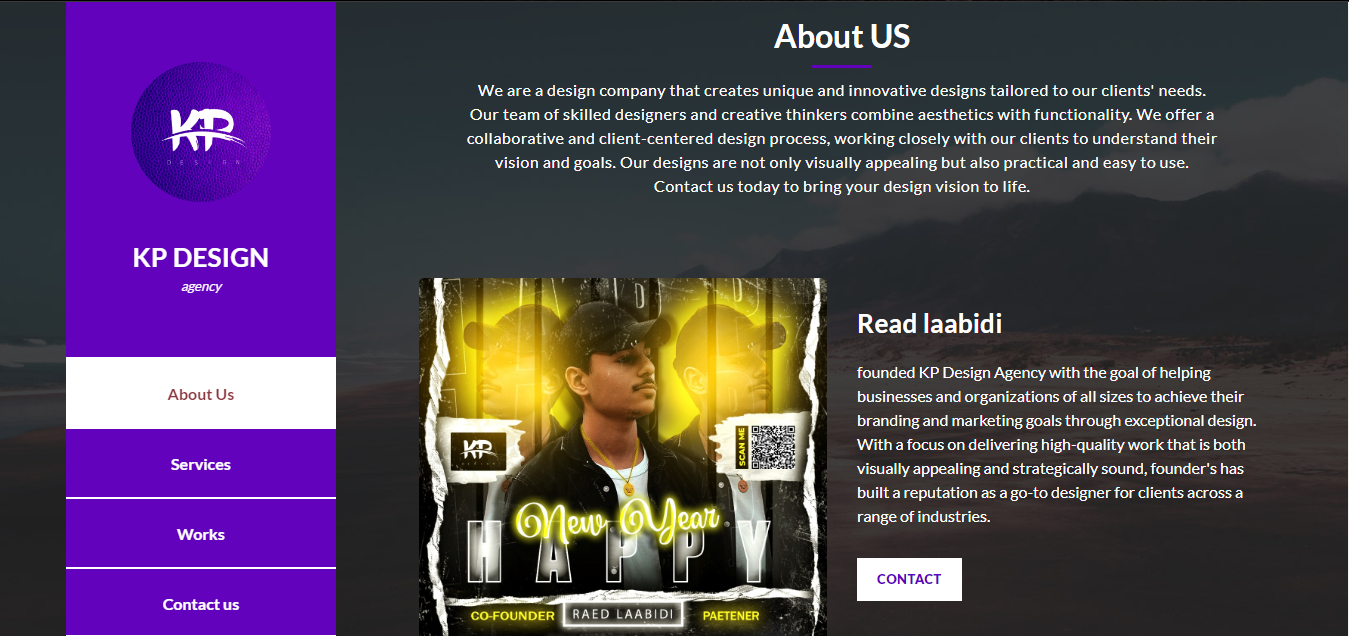 KP
DESIGN
KP DESIGN
agency
About Us
Services
Works
Contact us
About US
We are a design company that creates unique and innovative designs tailored to our clients' needs.
Our team of skilled designers and creative thinkers combine aesthetics with functionality. We offer a
collaborative and client-centered design process, working closely with our clients to understand their
vision and goals. Our designs are not only visually appealing but also practical and easy to use.
Contact us today to bring your design vision to life.
KP
DESIGN
SCAN ME
New Year
HAPPY
CO-FOUNDER
RAED LAABIDI
PAETENER
Read laabidi
founded KP Design Agency with the goal of helping
businesses and organizations of all sizes to achieve their
branding and marketing goals through exceptional design.
With a focus on delivering high-quality work that is both
visually appealing and strategically sound, founder's has
built a reputation as a go-to designer for clients across a
range of industries.
CONTACT